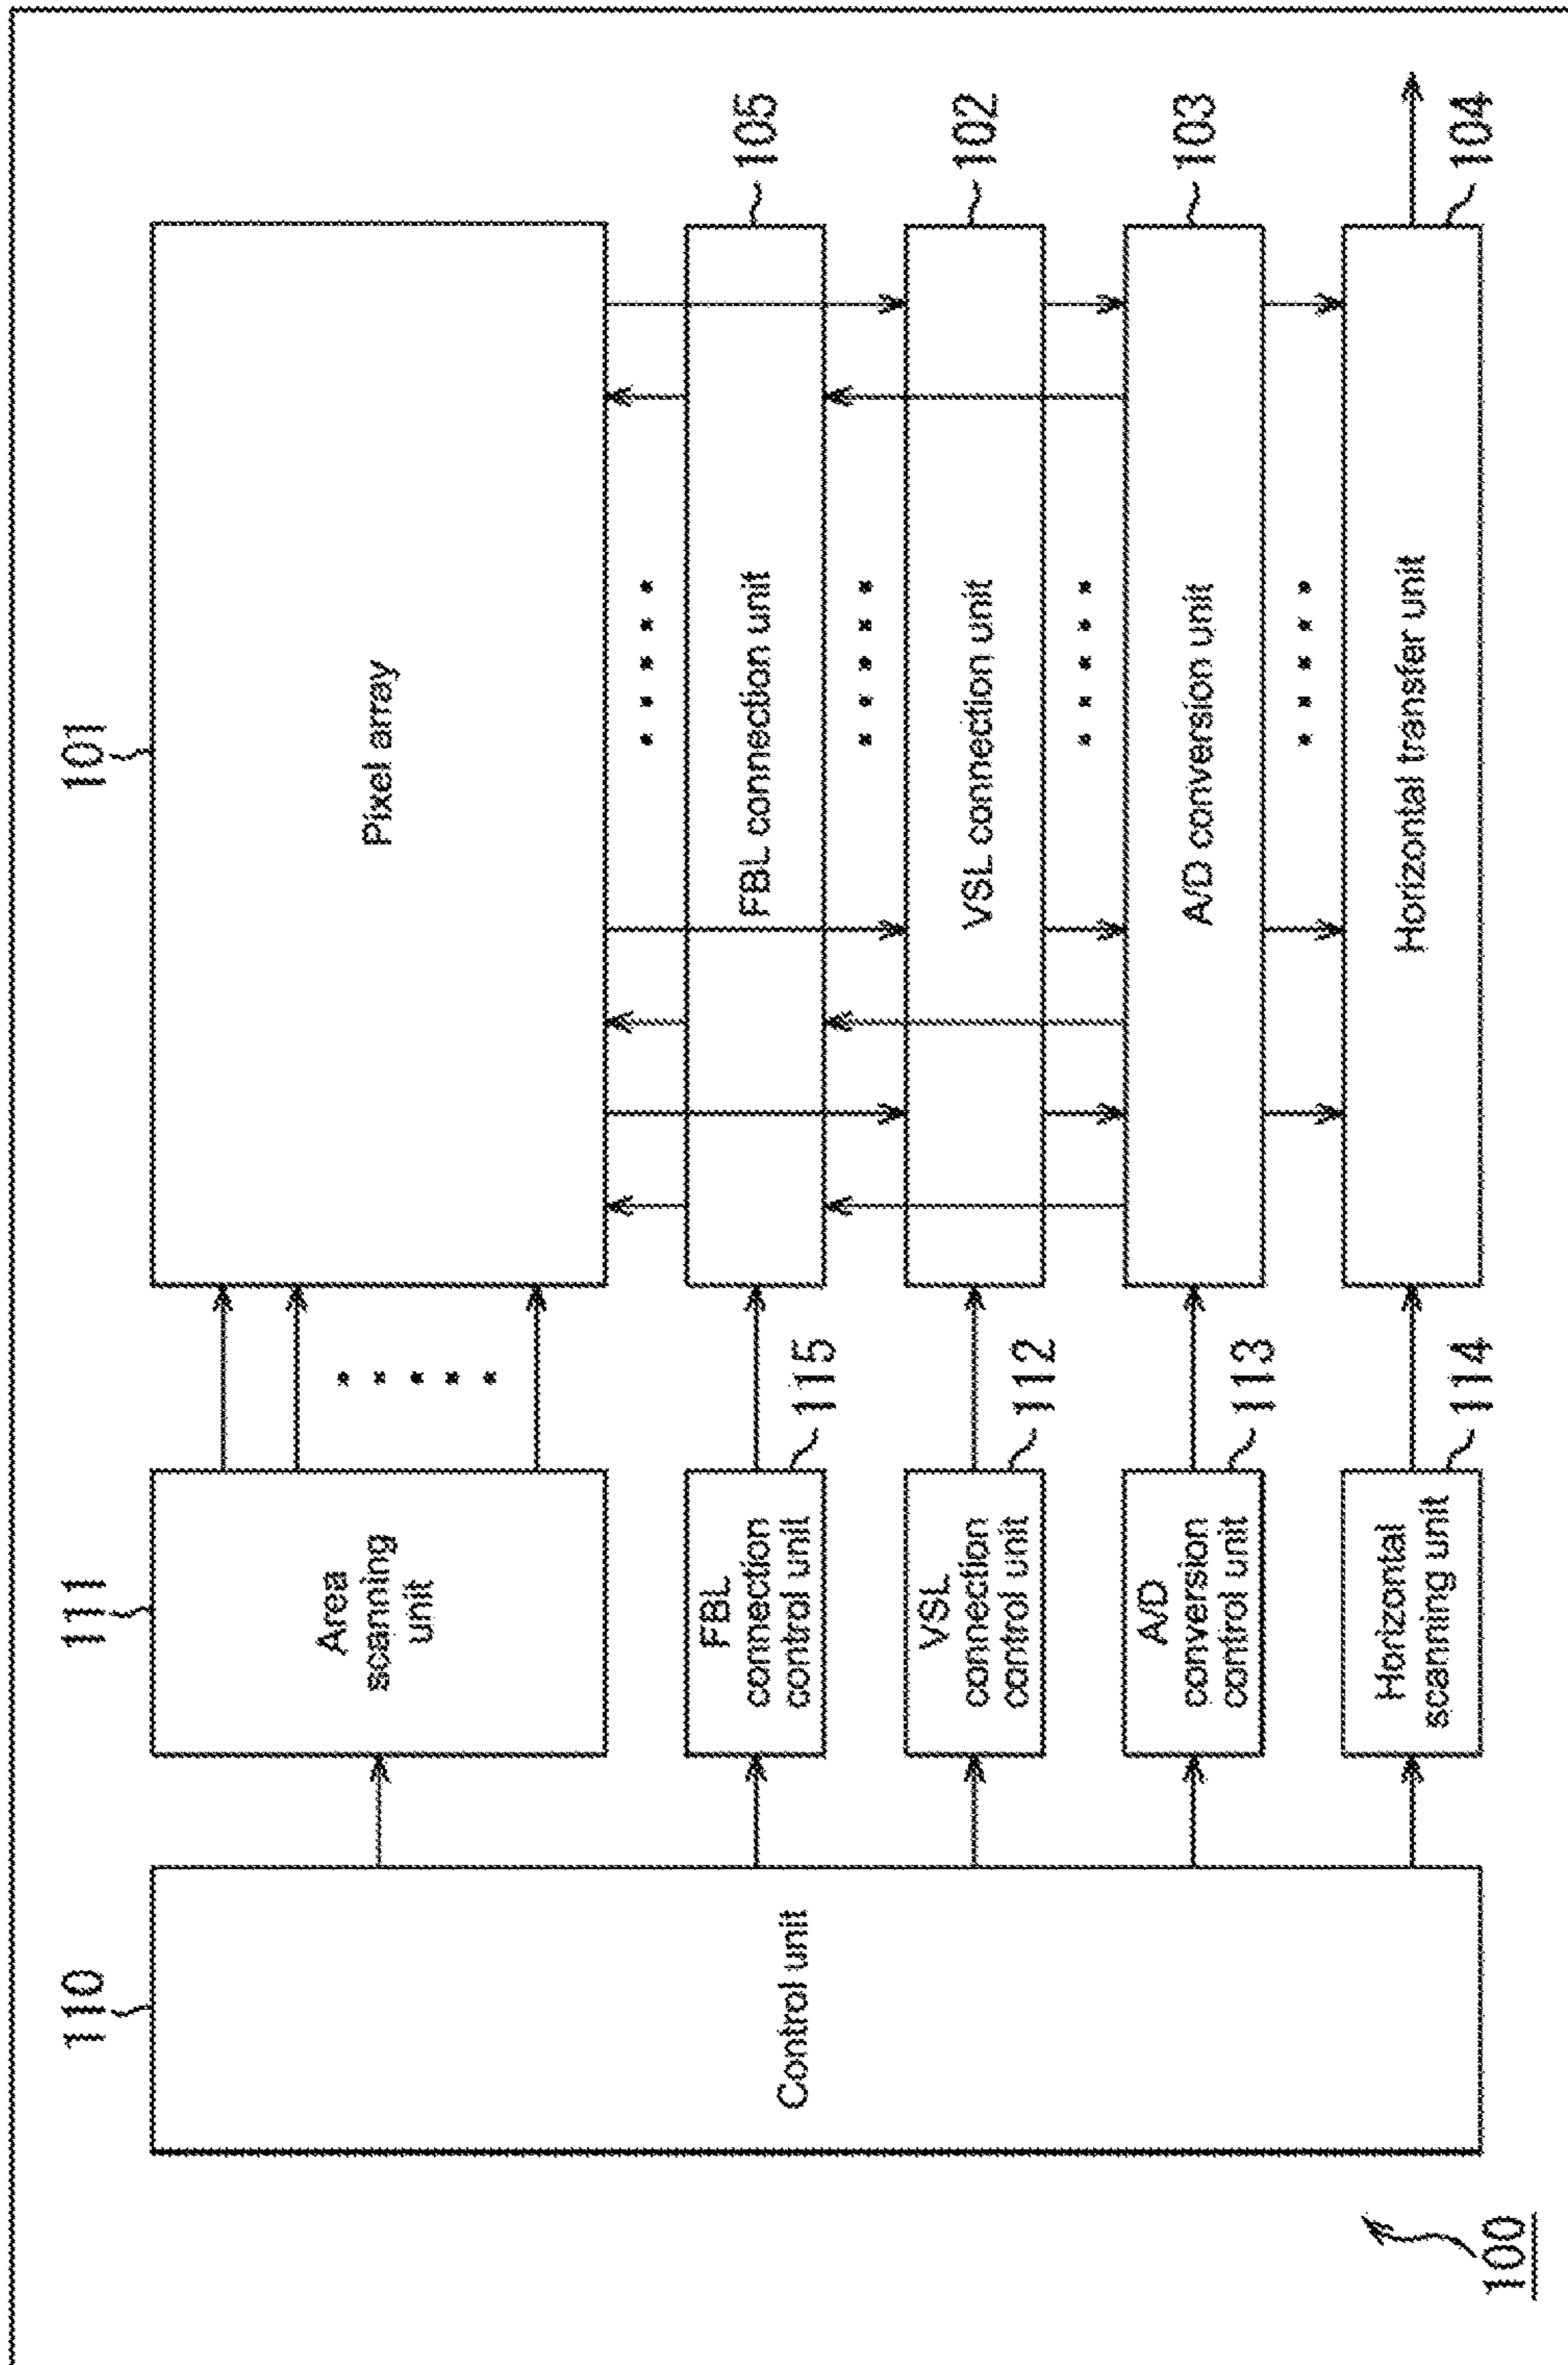 110
Control unit
111
Area
scanning
unit
101
Pixel array
FBL
connection
control unit
115
FBL connection unit
105
VSL
connection
control unit
112
VSL connection unit
102
A/D
conversion
control unit
113
A/D conversion unit
103
Horizontal
scanning unit
114
Horizontal transfer unit
104
100